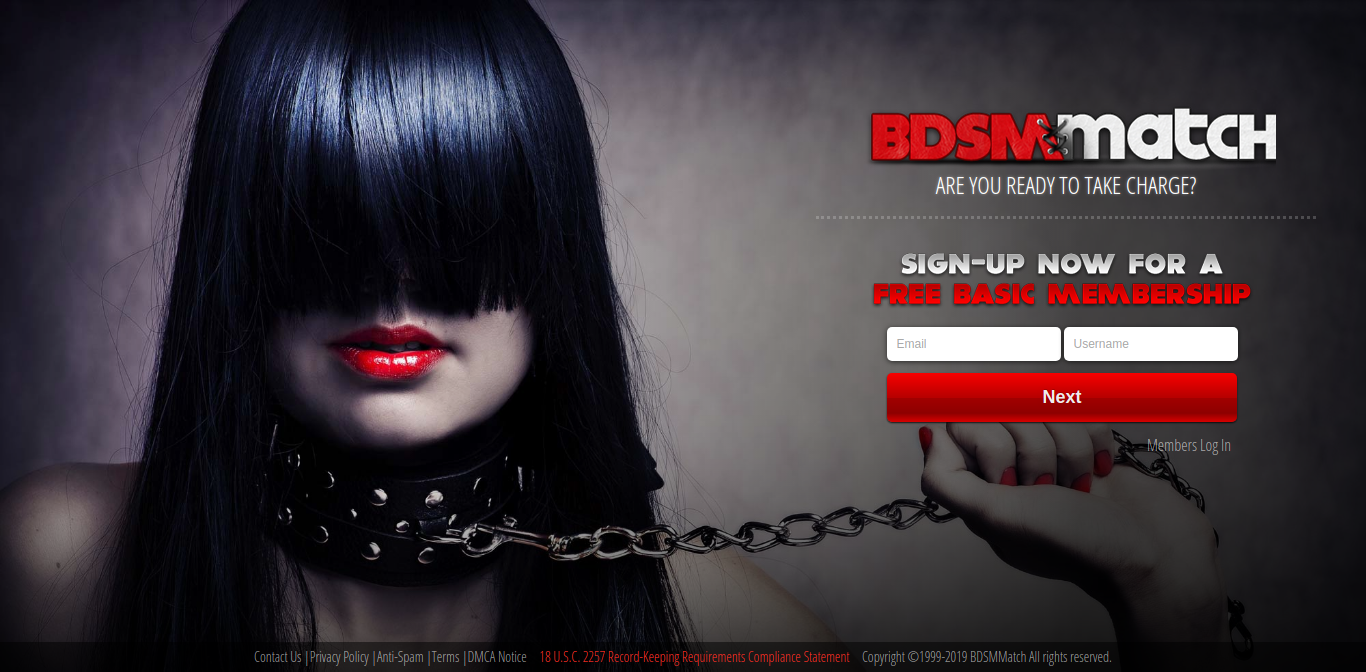 BDSMMATCH
ARE YOU READY TO TAKE CHARGE?
SIGN-UP NOW FOR A
FREE BASIC MEMBERSHIP
Email Username
Next
Members Log In
Contact Us |Privacy Policy |Anti-Spam |Terms |DMCA Notice 18 U.S.C. 2257 Record-Keeping Requirements Compliance Statement Copyright ©1999-2019 BDSMMatch All rights reserved.